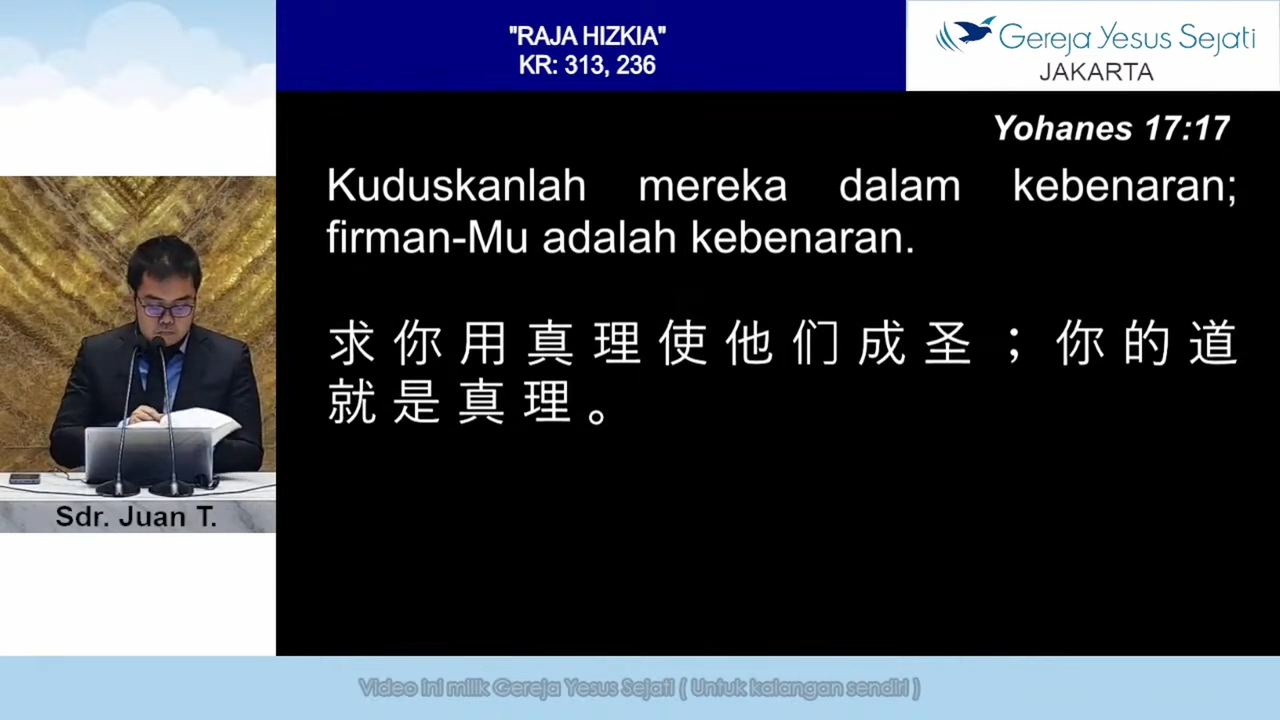 "RAJA HIZKIA"
KR: 313, 236
Gereja Yesus Sejati
JAKARTA
Yohanes 17:17
Kuduskanlah mereka dalam kebenaran;
firman-Mu adalah kebenaran.
求你用真理使他们成圣；你的道
就是真理。
Sdr. Juan T.
Video ini milik Gereja Yesus Sejati ( Untuk kalangan sendiri )